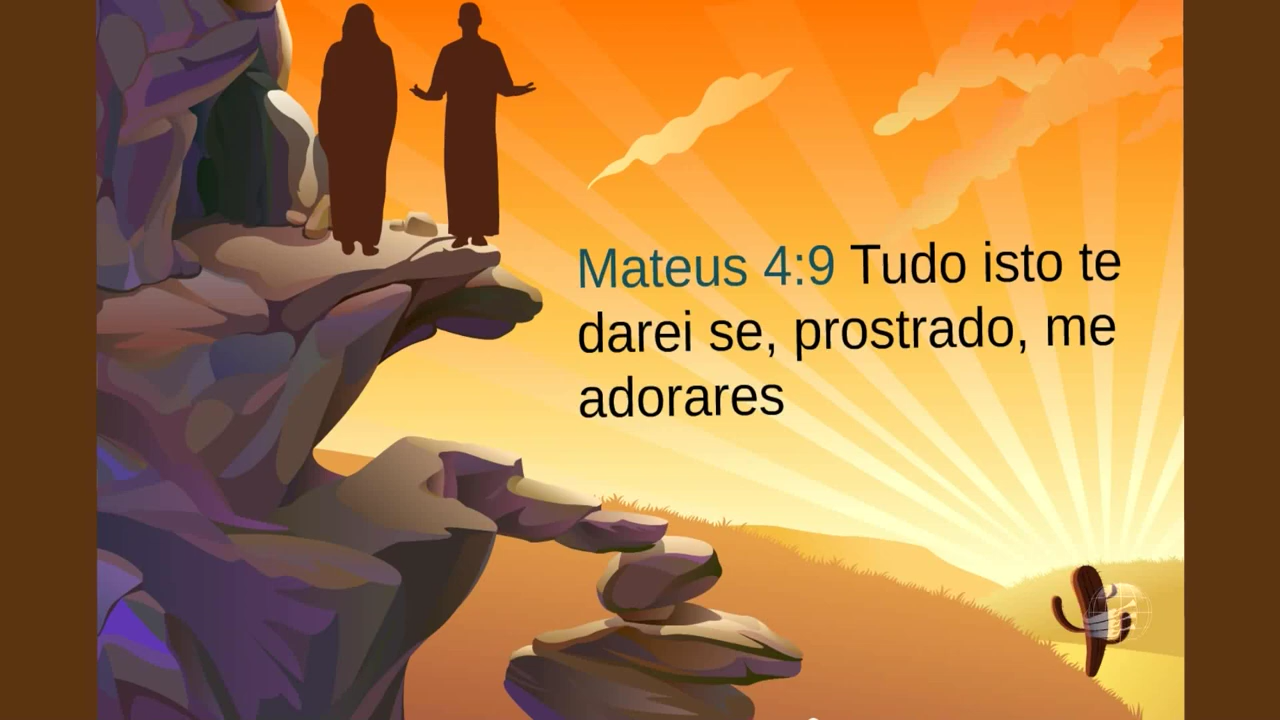 Mateus 4:9 Tudo isto te
darei se, prostrado, me
adorares